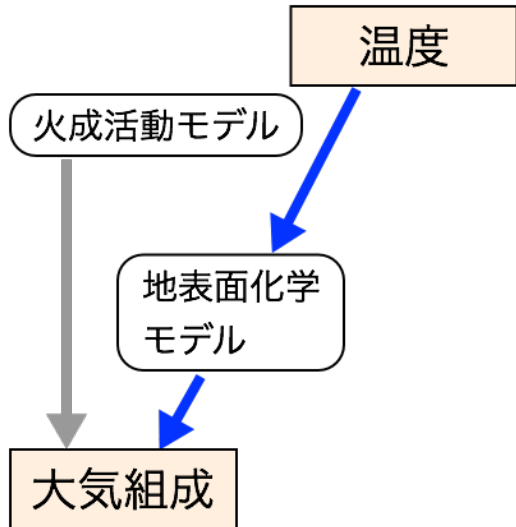 温度
火成活動モデル
地表面化学
モデル
大気組成